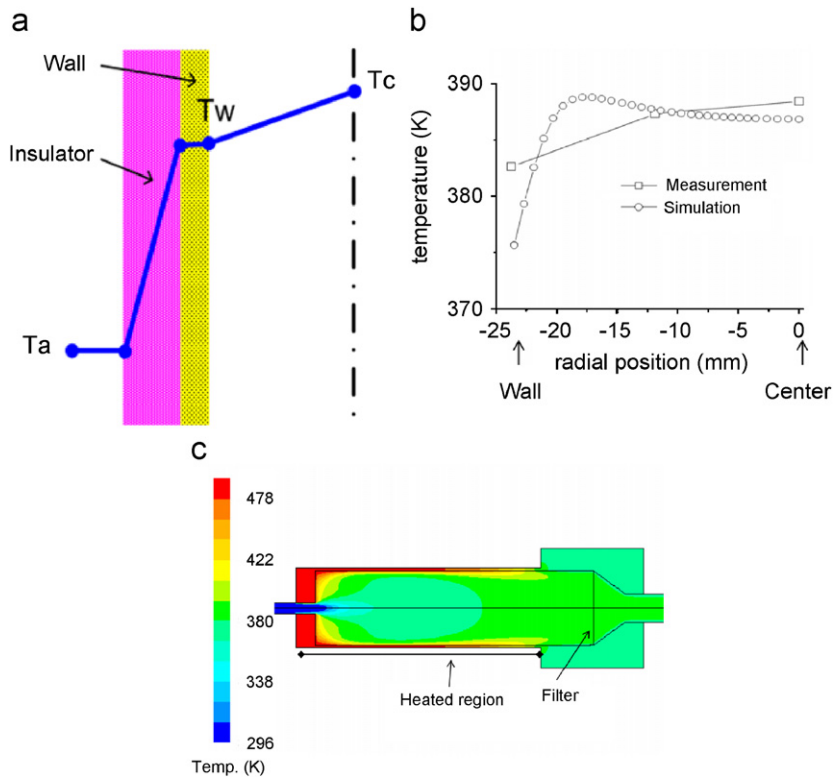 a
Wall
Tw
Tc
Insulator
Ta
b
390
380
370
temperature (K)
Measurement
Simulation
-25 -20 -15 -10 -5 0
radial position (mm)
Wall
Center
c
478
422
380
338
296
Temp. (K)
Heated region
Filter